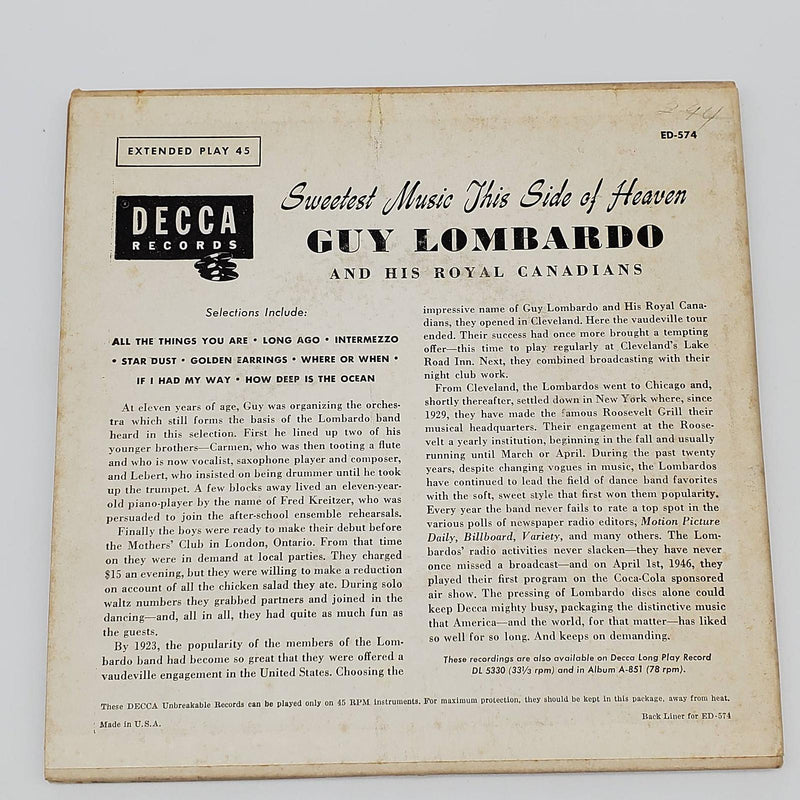 2.94
ED-574
EXTENDED PLAY 45
DECCA
RECORDS
Sweetest Music This Side of Heaven
GUY LOMBARDO
AND HIS ROYAL CANADIANS
Selections Include:
ALL THE THINGS YOU ARE • LONG AGO • INTERMEZZO
• STAR DUST • GOLDEN EARRINGS • WHERE OR WHEN •
IF I HAD MY WAY • HOW DEEP IS THE OCEAN
At eleven years of age, Guy was organizing the orches-
tra which still forms the basis of the Lombardo band
heard in this selection. First he lined up two of his
younger brothers—Carmen, who was then tooting a flute
and who is now vocalist, saxophone player and composer,
and Lebert, who insisted on being drummer until he took
up the trumpet. A few blocks away lived an eleven-year-
old piano-player by the name of Fred Kreitzer, who was
persuaded to join the after-school ensemble rehearsals.
Finally the boys were ready to make their debut before
the Mothers' Club in London, Ontario. From that time
on they were in demand at local parties. They charged
$15 an evening, but they were willing to make a reduction
on account of all the chicken salad they ate. During solo
waltz numbers they grabbed partners and joined in the
dancing—and, all in all, they had quite as much fun as
the guests.
By 1923, the popularity of the members of the Lom-
bardo band had become so great that they were offered a
vaudeville engagement in the United States. Choosing the
impressive name of Guy Lombardo and His Royal Cana-
dians, they opened in Cleveland. Here the vaudeville tour
ended. Their success had once more brought a tempting
offer—this time to play regularly at Cleveland's Lake
Road Inn. Next, they combined broadcasting with their
night club work.
From Cleveland, the Lombardos went to Chicago and,
shortly thereafter, settled down in New York where, since
1929, they have made the famous Roosevelt Grill their
musical headquarters. Their engagement at the Roose-
velt a yearly institution, beginning in the fall and usually
running until March or April. During the past twenty
years, despite changing vogues in music, the Lombardos
have continued to lead the field of dance band favorites
with the soft, sweet style that first won them popularity.
Every year the band never fails to rate a top spot in the
various polls of newspaper radio editors, Motion Picture
Daily, Billboard, Variety, and many others. The Lom-
bardos' radio activities never slacken—they have never
once missed a broadcast—and on April 1st, 1946, they
played their first program on the Coca-Cola sponsored
air show. The pressing of Lombardo discs alone could
keep Decca mighty busy, packaging the distinctive music
that America—and the world, for that matter—has liked
so well for so long. And keeps on demanding.
These recordings are also available on Decca Long Play Record
DL 5330 (33⅓ rpm) and in Album A-851 (78 rpm).
These DECCA Unbreakable Records can be played only on 45 RPM instruments. For maximum protection, they should be kept in this package, away from heat.
Made in U.S.A.
Back Liner for ED-574